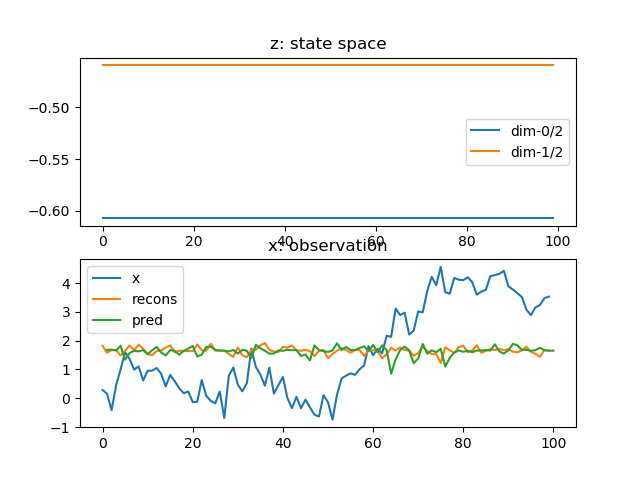 z: state space
−0.50
−0.55
−0.60
dim-0/2
dim-1/2
0 20 40 60 80 100
x: observation
4
3
2
1
0
−1
x
recons
pred
0 20 40 60 80 100